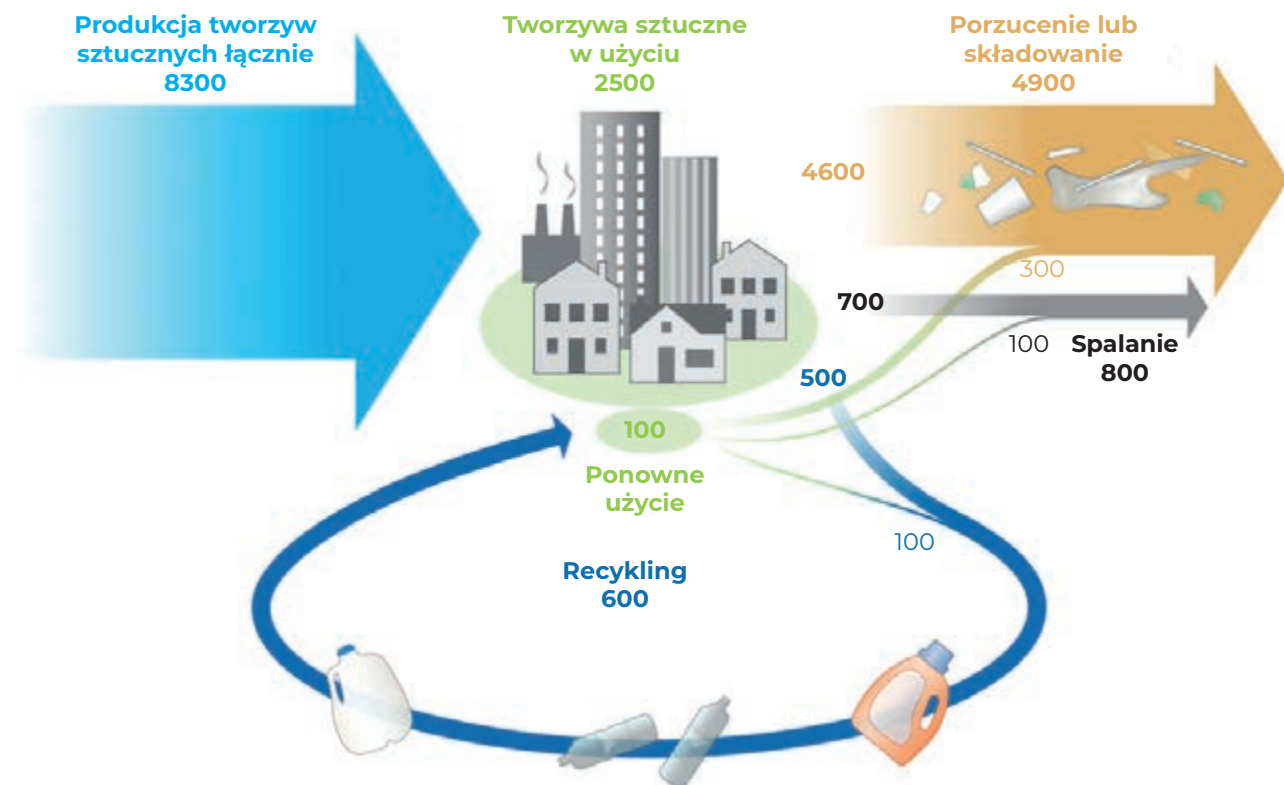 Produkcja tworzyw
sztucznych łącznie
8300
Tworzywa sztuczne
w użyciu
2500
Porzucenie lub
składowanie
4900
4600
300
700
100
Spalanie
800
500
100
Ponowne
użycie
100
Recykling
600